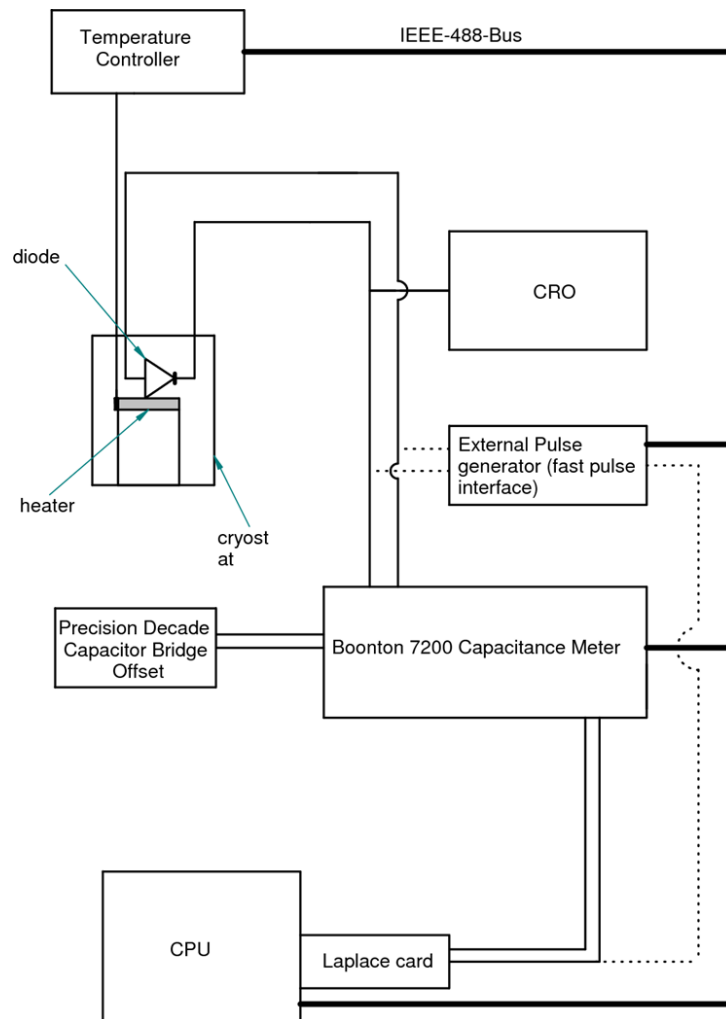 Temperature
Controller
IEEE-488-Bus
diode
CRO
External Pulse
generator (fast pulse
interface)
heater
cryost
at
Precision Decade
Capacitor Bridge
Offset
Boonton 7200 Capacitance Meter
CPU
Laplace card